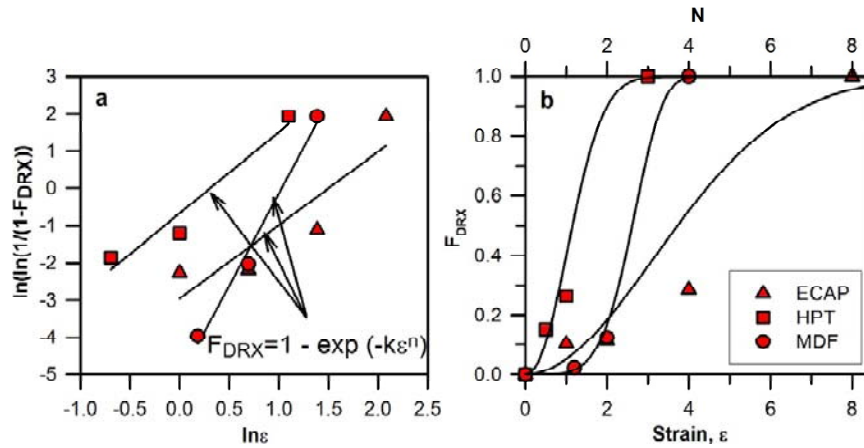 a
3
2
1
0
-1
-2
-3
-4
-5
ln(ln(1/(1-FDRX))
FDRX=1 - exp (-kεⁿ)
-1.0 -0.5 0.0 0.5 1.0 1.5 2.0 2.5
lnε
N
0 2 4 6 8
b
1.0
0.8
0.6
0.4
0.2
0.0
FDRX
ECAP
HPT
MDF
0 2 4 6 8
Strain, ε